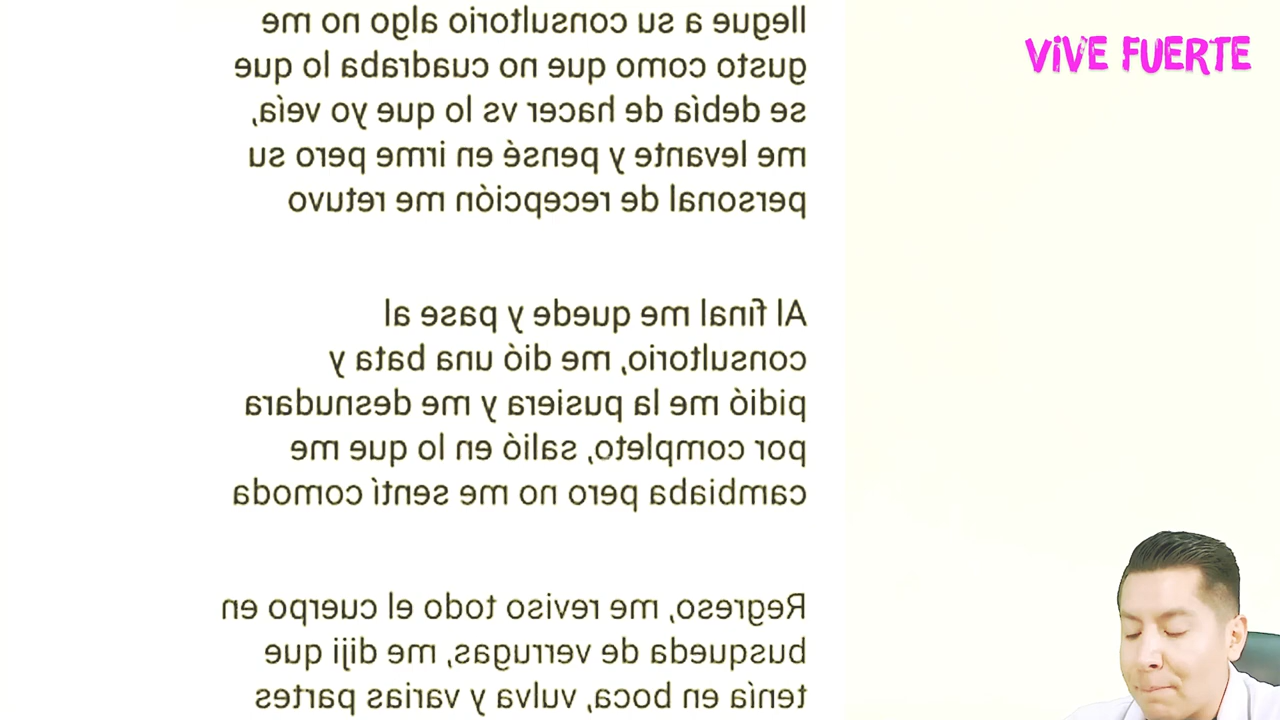 VIVE FUERTE
llegue a su consultorio algo no me
gusto como que no cuadraba lo que
se debía de hacer vs lo que yo veía,
me levante y pensé en irme pero su
personal de recepción me retuvo
Al final me quede y pase al
consultorio, me dió una bata y
pidió me la pusiera y me desnudara
por completo, salió en lo que me
cambiaba pero no me sentí comoda
Regreso, me reviso todo el cuerpo en
busqueda de verrugas, me diji que
tenía en boca, vulva y varias partes